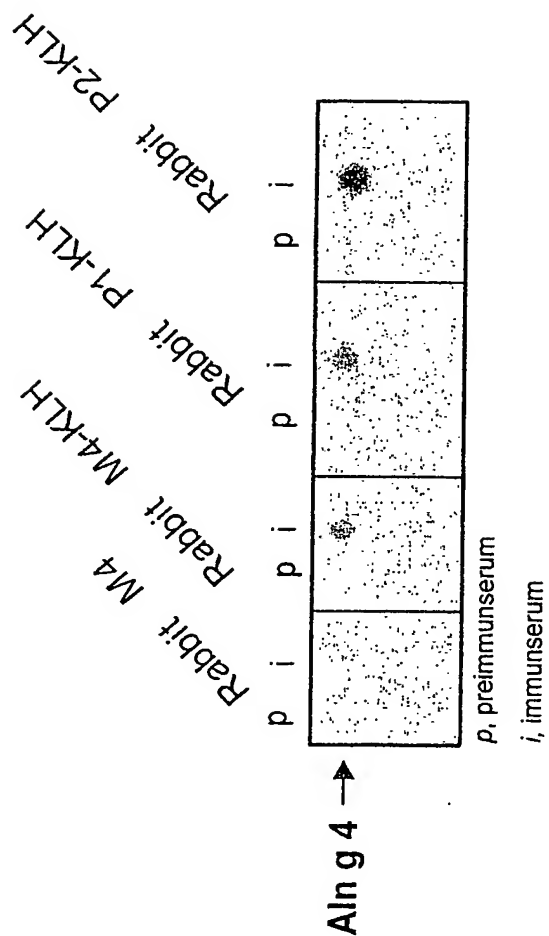 Rabbit M4
Rabbit M4-KLH
Rabbit P1-KLH
Rabbit P2-KLH
p i p i p i p i
Aln g 4 →
p, preimmunserum
i, immunserum